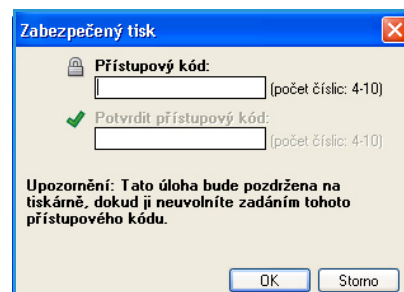 Zabezpečený tisk
Přístupový kód:
(počet číslic: 4-10)
Potvrdit přístupový kód:
(počet číslic: 4-10)
Upozornění: Tato úloha bude pozdržena na
tiskárně, dokud ji neuvolníte zadáním tohoto
přístupového kódu.
OK
Storno